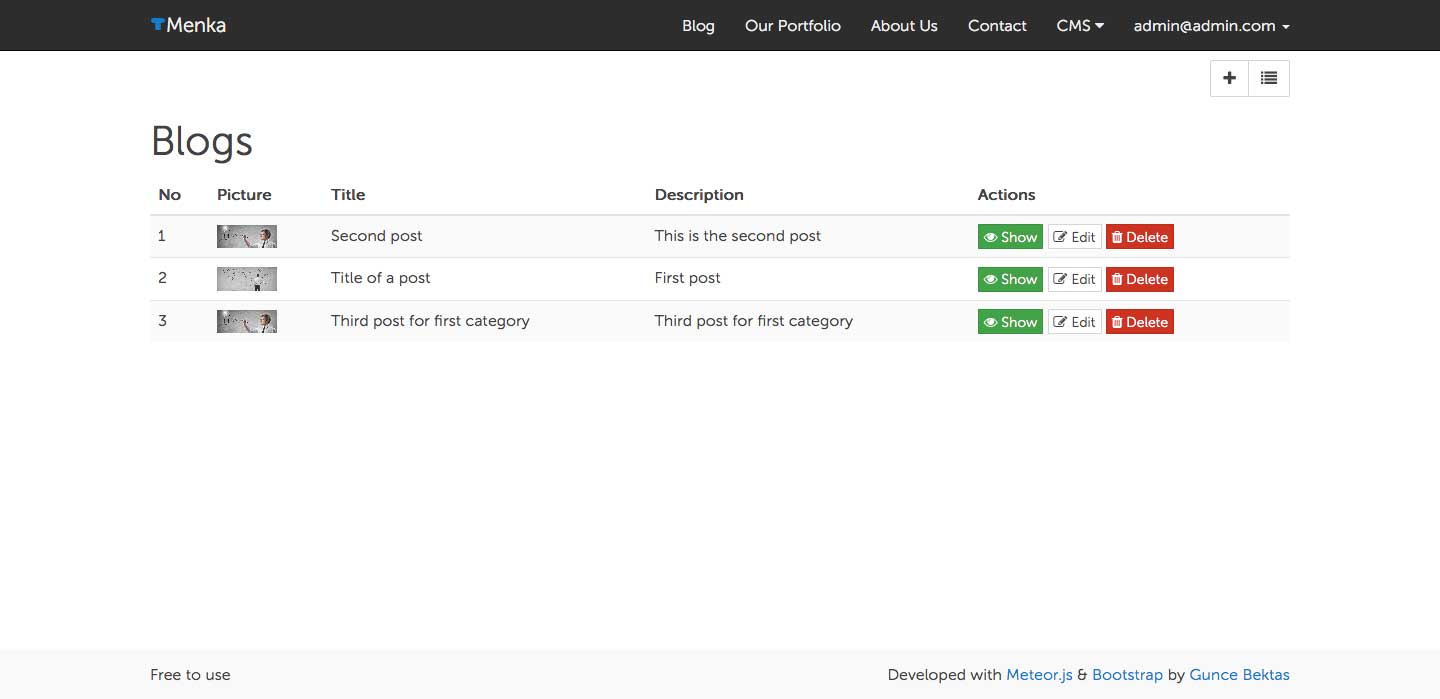 Menka Blog Our Portfolio About Us Contact CMS admin@admin.com
Blogs
No Picture Title Description Actions
1 Second post This is the second post Show Edit Delete
2 Title of a post First post Show Edit Delete
3 Third post for first category Third post for first category Show Edit Delete
Free to use Developed with Meteor.js & Bootstrap by Gunce Bektas